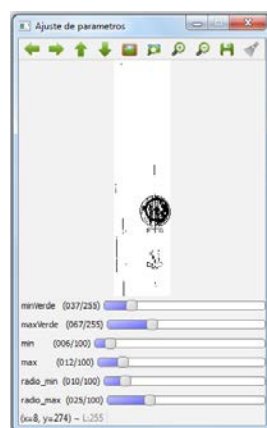 Ajuste de parametros
minVerde (037/255)
maxVerde (067/255)
min (006/100)
max (012/100)
radio_min (010/100)
radio_max (025/100)
(x=8, y=274) ~ L:255